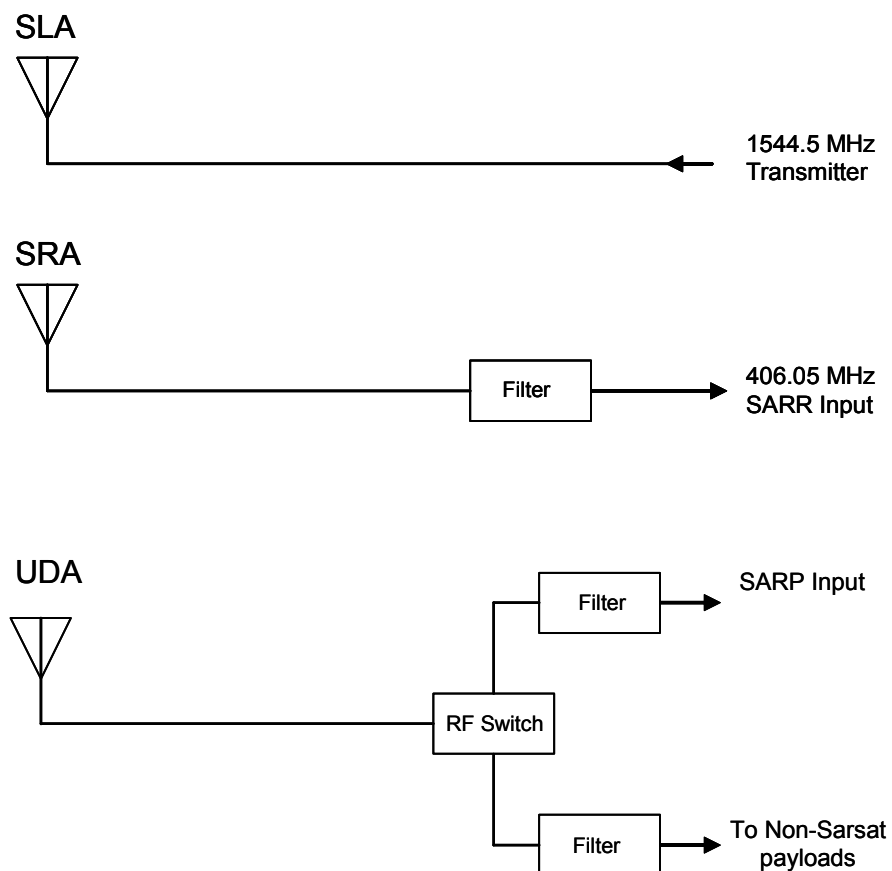 SLA
1544.5 MHz
Transmitter
SRA
Filter
406.05 MHz
SARR Input
UDA
Filter
SARP Input
RF Switch
Filter
To Non-Sarsat
payloads